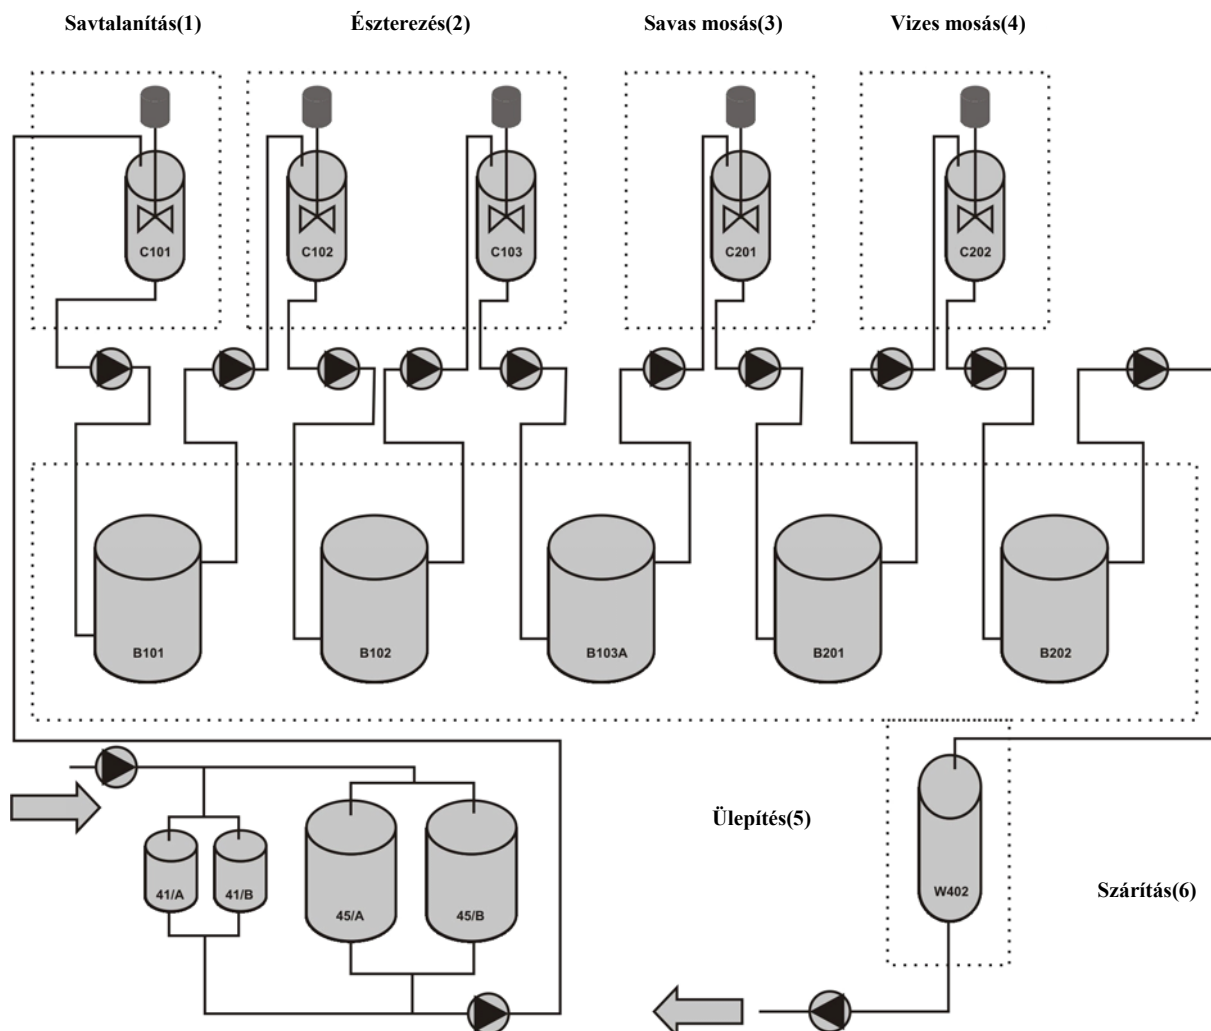 Savtalanítás(1)
Észterezés(2)
Savas mosás(3)
Vizes mosás(4)
C101
C102
C103
C201
C202
B101
B102
B103A
B201
B202
Ülepítés(5)
Szárítás(6)
41/A
41/B
45/A
45/B
W402